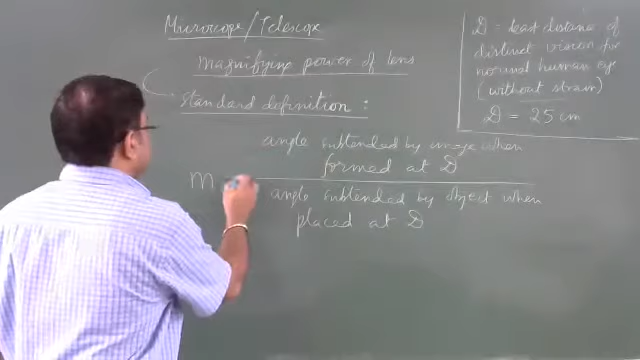 Microscope/Telescope
magnifying power of lens
Standard definition :
angle subtended by image when
formed at D
m
angle subtended by object when
placed at D
D = least distance of
distinct vision for
normal human eye
(without strain)
D = 25 cm